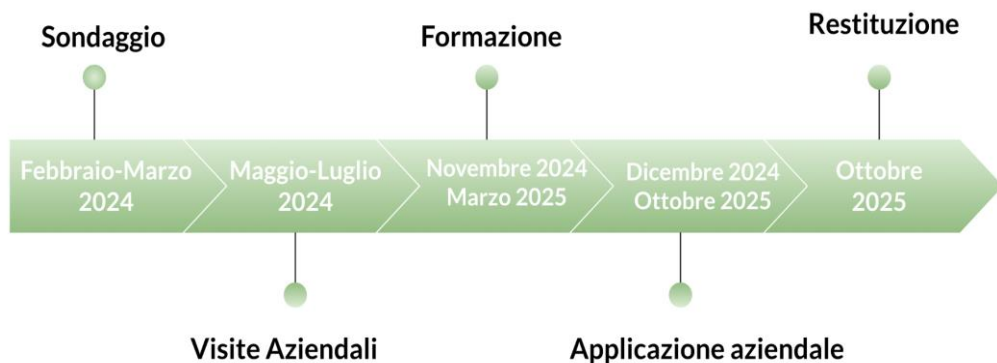 Sondaggio
Formazione
Restituzione
Febbraio-Marzo
2024
Maggio-Luglio
2024
Novembre 2024
Marzo 2025
Dicembre 2024
Ottobre 2025
Ottobre
2025
Visite Aziendali
Applicazione aziendale